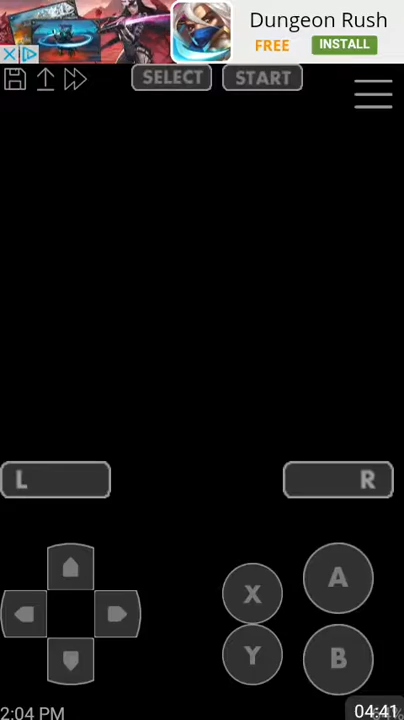 Dungeon Rush
FREE INSTALL
SELECT START
L R
X A
Y B
2:04 PM
04:41